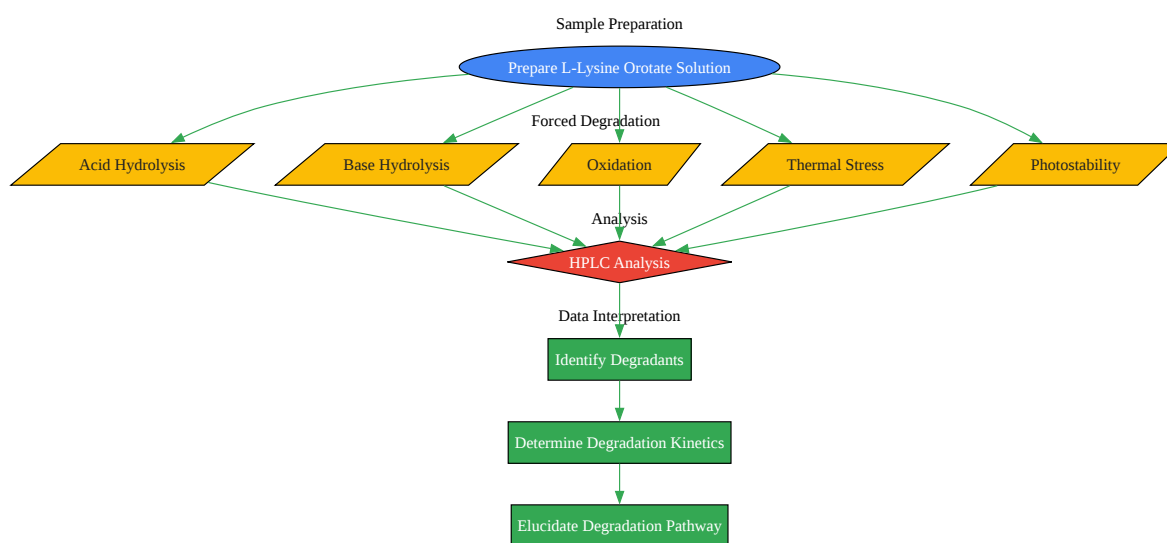 Sample Preparation
Prepare L-Lysine Orotate Solution
Forced Degradation
Acid Hydrolysis
Base Hydrolysis
Oxidation
Thermal Stress
Photostability
Analysis
HPLC Analysis
Data Interpretation
Identify Degradants
Determine Degradation Kinetics
Elucidate Degradation Pathway